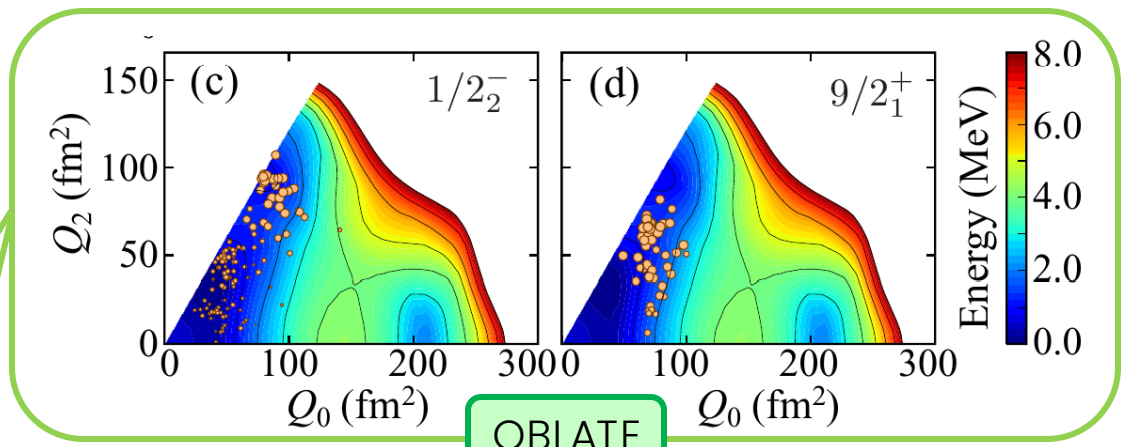 (c) 1/2₂⁻
(d) 9/2₁⁺
150
100
50
0
Q₂ (fm²)
0 100 200 300
0 100 200 300
Q₀ (fm²)
Q₀ (fm²)
8.0
6.0
4.0
2.0
0.0
Energy (MeV)
OBLATE